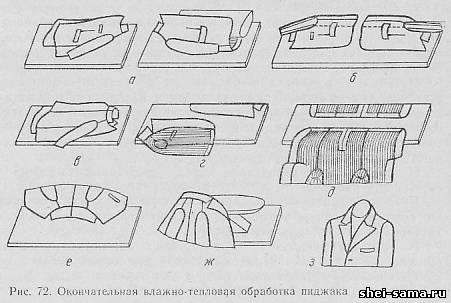 а
б
в
г
д
е
ж
з
Рис. 72. Окончательная влажно-тепловая обработка пиджака
shei-sama.ru